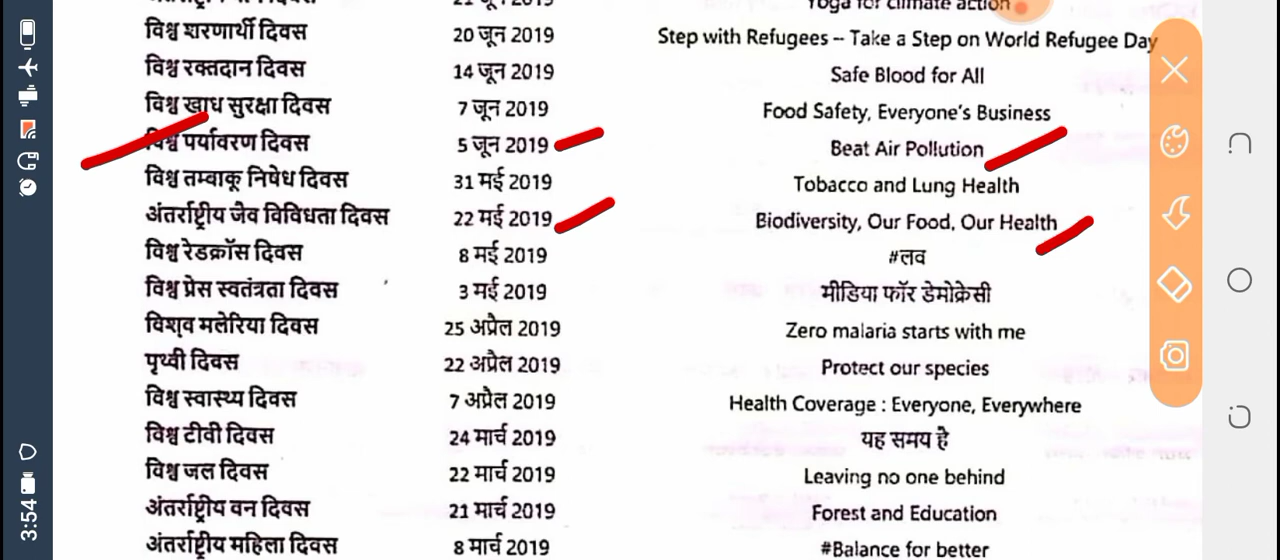 Yoga for climate action
विश्व शरणार्थी दिवस 20 जून 2019 Step with Refugees – Take a Step on World Refugee Day
विश्व रक्तदान दिवस 14 जून 2019 Safe Blood for All
विश्व खाध सुरक्षा दिवस 7 जून 2019 Food Safety, Everyone's Business
विश्व पर्यावरण दिवस 5 जून 2019 Beat Air Pollution
विश्व तम्वाकू निषेध दिवस 31 मई 2019 Tobacco and Lung Health
अंतर्राष्ट्रीय जैव विविधता दिवस 22 मई 2019 Biodiversity, Our Food, Our Health
विश्व रेडक्रॉस दिवस 8 मई 2019 #लव
विश्व प्रेस स्वतंत्रता दिवस 3 मई 2019 मीडिया फॉर डेमोक्रेसी
विश्‌व मलेरिया दिवस 25 अप्रैल 2019 Zero malaria starts with me
पृथ्वी दिवस 22 अप्रैल 2019 Protect our species
विश्व स्वास्थ्य दिवस 7 अप्रैल 2019 Health Coverage : Everyone, Everywhere
विश्व टीवी दिवस 24 मार्च 2019 यह समय है
विश्व जल दिवस 22 मार्च 2019 Leaving no one behind
अंतर्राष्ट्रीय वन दिवस 21 मार्च 2019 Forest and Education
अंतर्राष्ट्रीय महिला दिवस 8 मार्च 2019 #Balance for better
3:54